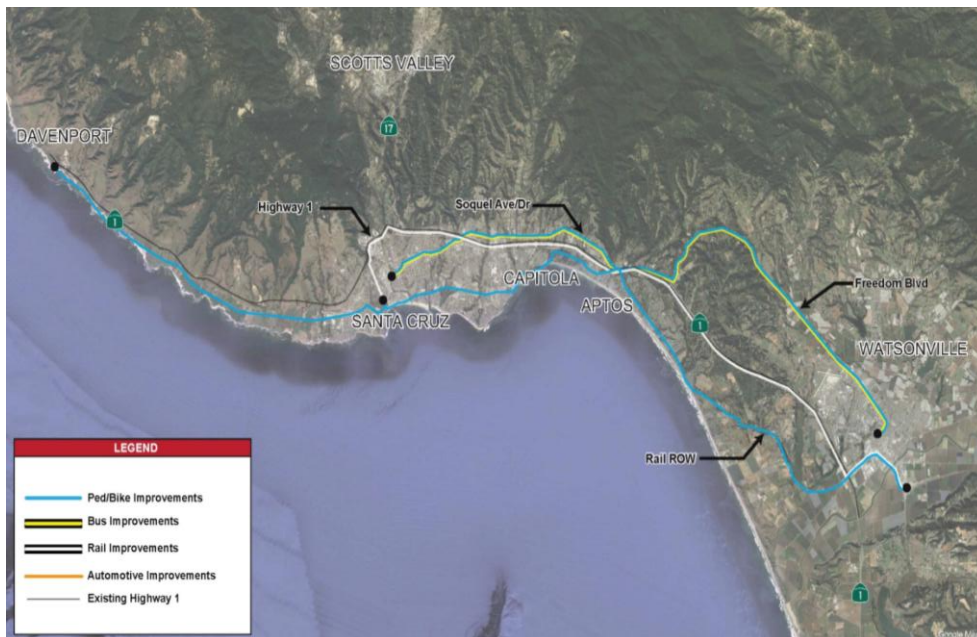 SCOTTS VALLEY
17
DAVENPORT
1
Highway 1
Soquel Ave/Dr
CAPITOLA
SANTA CRUZ
APTOS
Freedom Blvd
1
WATSONVILLE
Rail ROW
LEGEND
Ped/Bike Improvements
Bus Improvements
Rail Improvements
Automotive Improvements
Existing Highway 1
1